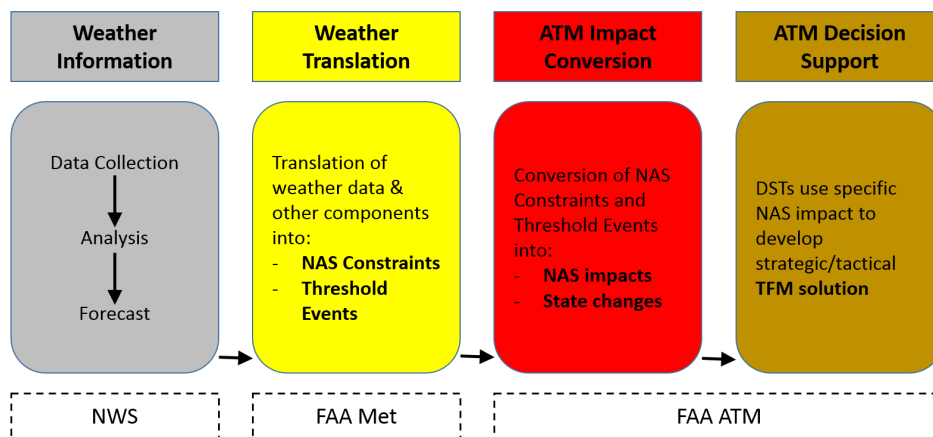 Weather
Information
Weather
Translation
ATM Impact
Conversion
ATM Decision
Support
Data Collection
Analysis
Forecast
Translation of
weather data &
other components
into:
- NAS Constraints
- Threshold
Events
Conversion of NAS
Constraints and
Threshold Events
into:
- NAS impacts
- State changes
DSTs use specific
NAS impact to
develop
strategic/tactical
TFM solution
NWS
FAA Met
FAA ATM